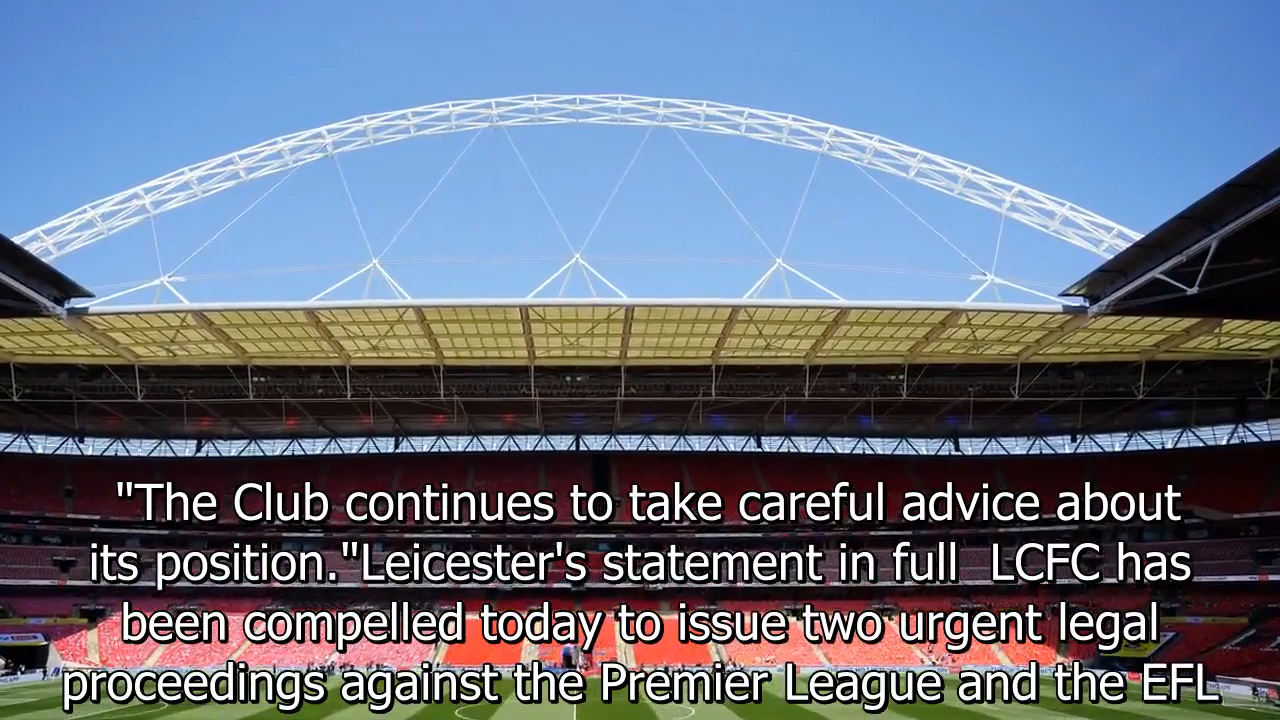 "The Club continues to take careful advice about
its position."Leicester's statement in full  LCFC has
been compelled today to issue two urgent legal
proceedings against the Premier League and the EFL